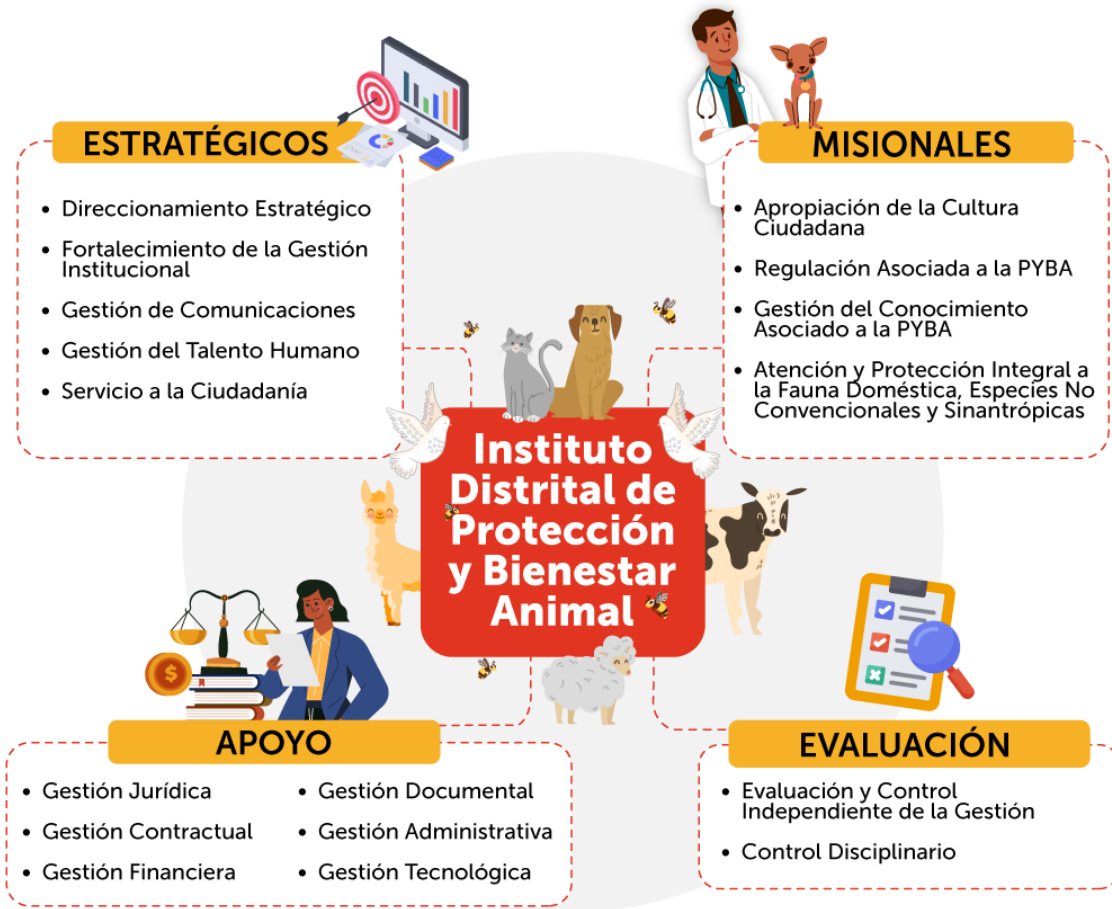 ESTRATÉGICOS
• Direccionamiento Estratégico
• Fortalecimiento de la Gestión
Institucional
• Gestión de Comunicaciones
• Gestión del Talento Humano
• Servicio a la Ciudadanía
MISIONALES
• Apropiación de la Cultura
Ciudadana
• Regulación Asociada a la PYBA
• Gestión del Conocimiento
Asociado a la PYBA
• Atención y Protección Integral a
la Fauna Doméstica, Especies No
Convencionales y Sinantrópicas
Instituto
Distrital de
Protección
y Bienestar
Animal
$
APOYO
• Gestión Jurídica
• Gestión Contractual
• Gestión Financiera
• Gestión Documental
• Gestión Administrativa
• Gestión Tecnológica
EVALUACIÓN
• Evaluación y Control
Independiente de la Gestión
• Control Disciplinario